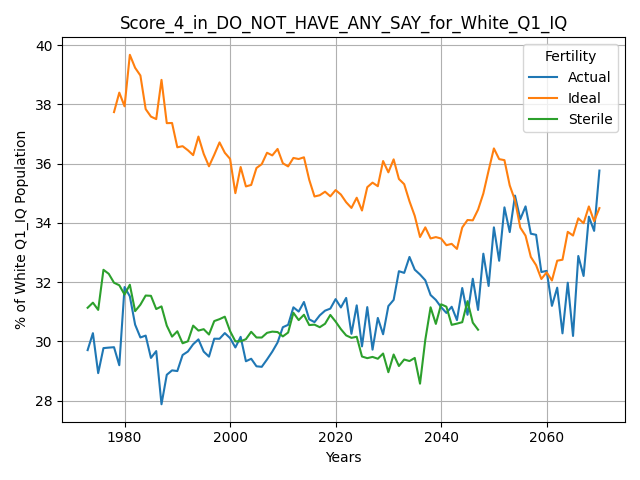 Score_4_in_DO_NOT_HAVE_ANY_SAY_for_White_Q1_IQ
Fertility
Actual
Ideal
Sterile
% of White Q1_IQ Population
40
38
36
34
32
30
28
1980
2000
2020
2040
2060
Years